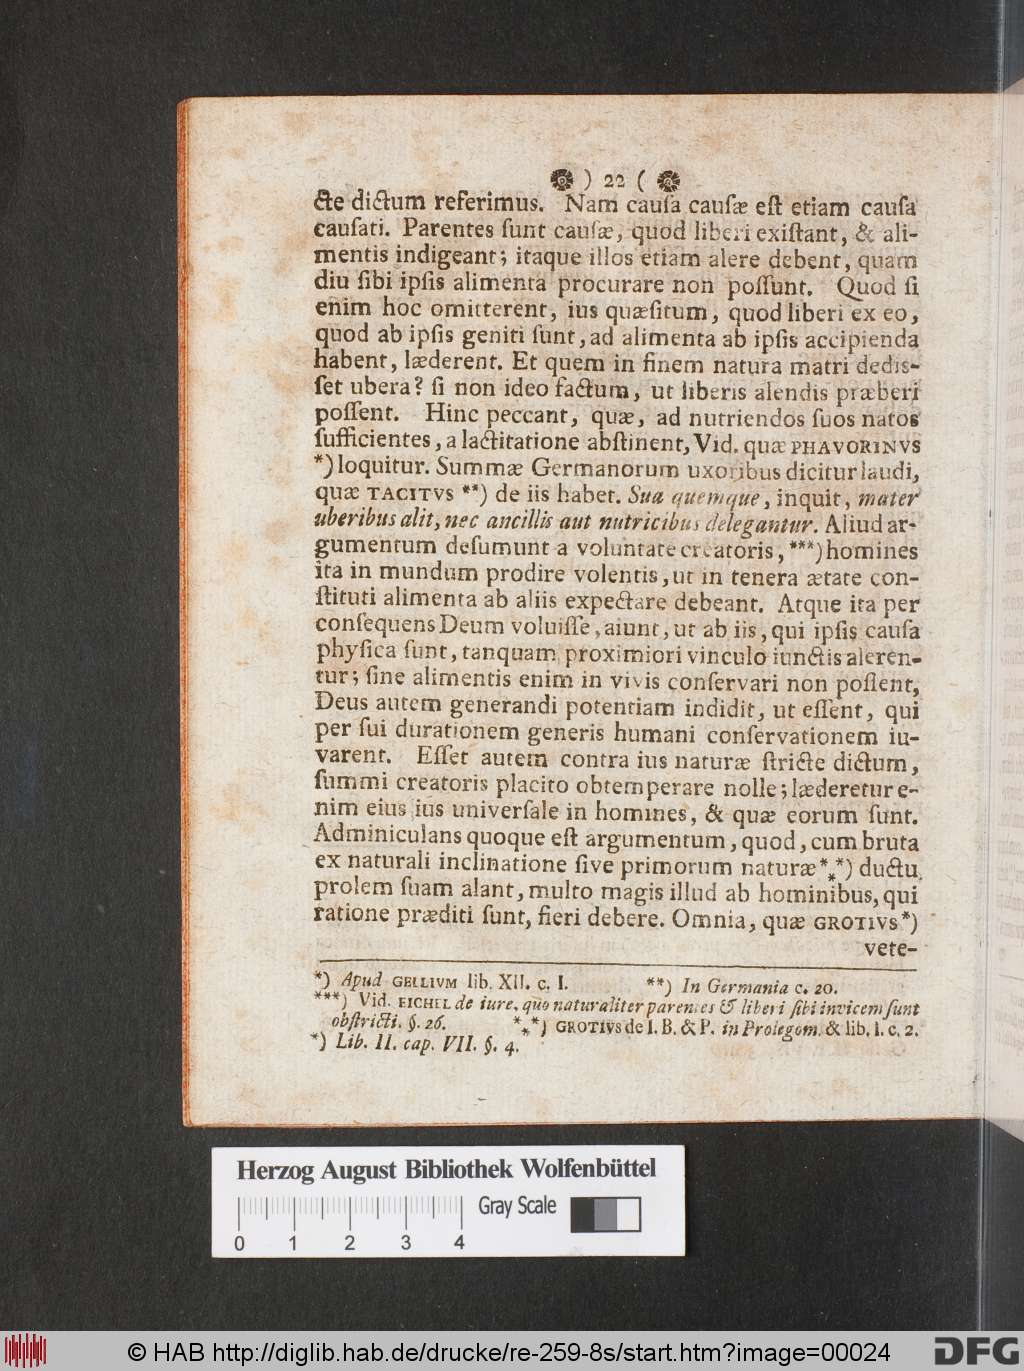 ) 22 (
cte dictum referimus. Nam cauſa cauſæ eſt etiam cauſa
cauſati. Parentes ſunt cauſæ, quod liberi exiſtant, & ali-
mentis indigeant; itaque illos etiam alere debent, quam
diu ſibi ipſis alimenta procurare non poſſunt. Quod ſi
enim hoc omitterent, ius quæſitum, quod liberi ex eo,
quod ab ipſis geniti ſunt, ad alimenta ab ipſis accipienda
habent, læderent. Et quem in finem natura matri dedis-
ſet ubera? ſi non ideo factum, ut liberis alendis præberi
poſſent. Hinc peccant, quæ, ad nutriendos ſuos natos
ſufficientes, a lactitatione abſtinent, Vid. quæ PHAVORINVS
*) loquitur. Summæ Germanorum uxoribus dicitur laudi,
quæ TACITVS **) de iis habet. Sua quemque, inquit, mater
uberibus alit, nec ancillis aut nutricibus delegantur. Aliud ar-
gumentum deſumunt a voluntate creatoris, ***) homines
ita in mundum prodire volentis, ut in tenera ætate con-
ſtituti alimenta ab aliis expectare debeant. Atque ita per
conſequens Deum voluiſſe, aiunt, ut ab iis, qui ipſis cauſa
phyſica ſunt, tanquam proximiori vinculo iunctis aleren-
tur; ſine alimentis enim in vivis conſervari non poſſent,
Deus autem generandi potentiam indidit, ut eſſent, qui
per ſui durationem generis humani conſervationem iu-
varent. Eſſet autem contra ius naturæ ſtricte dictum,
ſummi creatoris placito obtemperare nolle; læderetur e-
nim eius ius univerſale in homines, & quæ eorum ſunt.
Adminiculans quoque eſt argumentum, quod, cum bruta
ex naturali inclinatione ſive primorum naturæ *⁎*) ductu
prolem ſuam alant, multo magis illud ab hominibus, qui
ratione præditi ſunt, fieri debere. Omnia, quæ GROTIVS *)
vete-
*) Apud GELLIVM lib. XII. c. I. **) In Germania c. 20.
***) Vid. EICHEL de iure, quo naturaliter parentes & liberi ſibi invicem ſunt
obſtricti. §. 26. *⁎*) GROTIVS de I. B. & P. in Prolegom. & lib. I. c. 2.
*) Lib. II. cap. VII. §. 4.
Herzog August Bibliothek Wolfenbüttel
Gray Scale
0 1 2 3 4
© HAB http://diglib.hab.de/drucke/re-259-8s/start.htm?image=00024
DFG